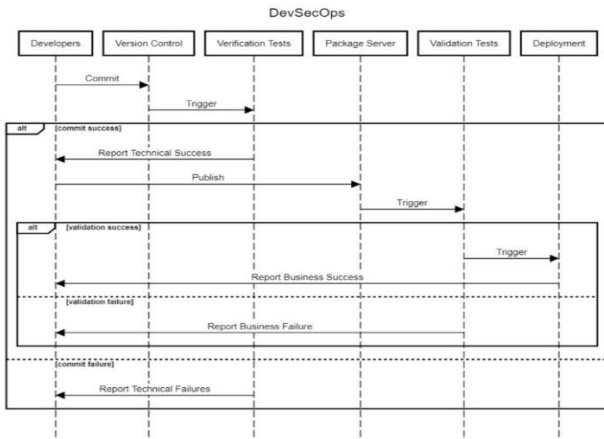 DevSecOps
Developers
Version Control
Verification Tests
Package Server
Validation Tests
Deployment
Commit
Trigger
alt
[commit success]
Report Technical Success
Publish
Trigger
alt
[validation success]
Trigger
Report Business Success
[validation failure]
Report Business Failure
[commit failure]
Report Technical Failures